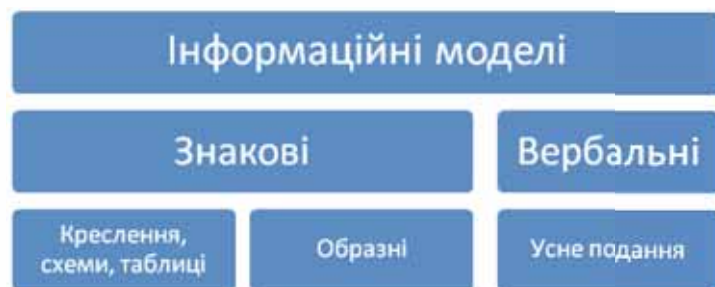 Інформаційні моделі
Знакові
Вербальні
Креслення,
схеми, таблиці
Образні
Усне подання